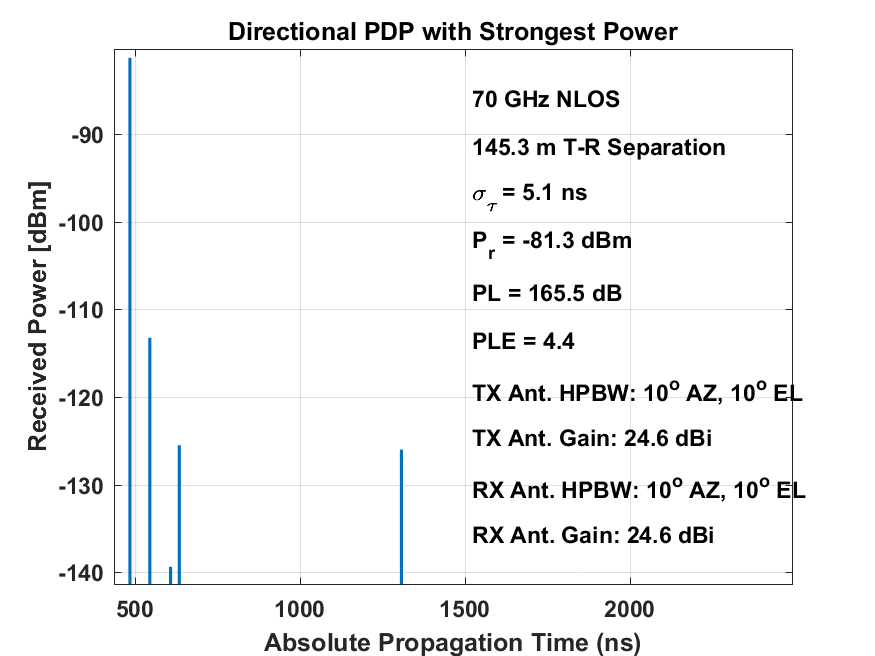 Directional PDP with Strongest Power
70 GHz NLOS
145.3 m T-R Separation
σ_τ = 5.1 ns
P_r = -81.3 dBm
PL = 165.5 dB
PLE = 4.4
TX Ant. HPBW: 10° AZ, 10° EL
TX Ant. Gain: 24.6 dBi
RX Ant. HPBW: 10° AZ, 10° EL
RX Ant. Gain: 24.6 dBi
Received Power [dBm]
-90
-100
-110
-120
-130
-140
500 1000 1500 2000
Absolute Propagation Time (ns)